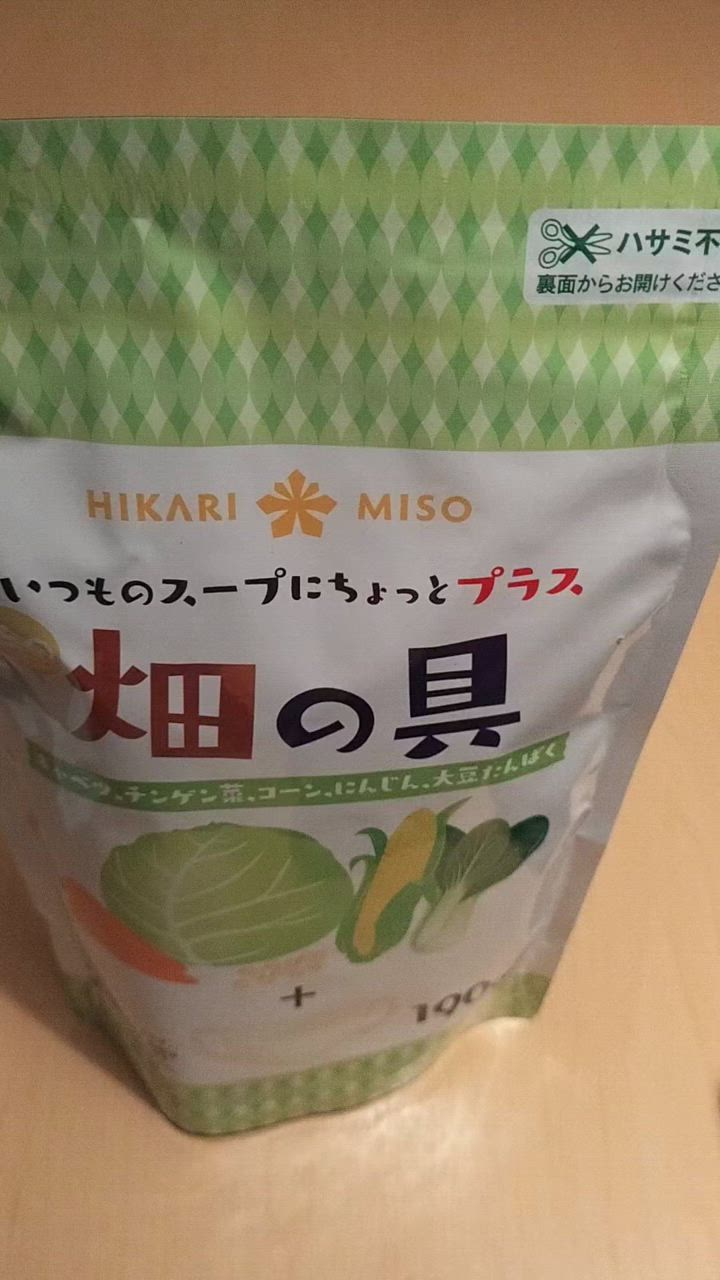 ハサミ不
裏面からお開けくださ
HIKARI MISO
いつものスープにちょっとプラス
畑の具
キャベツ、チンゲン菜、コーン、にんじん、大豆たんぱく
+
190